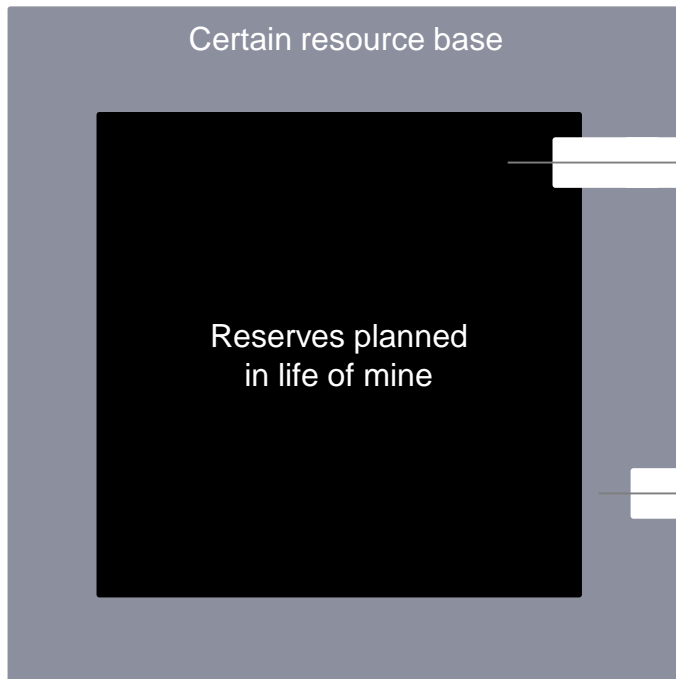 Certain resource base
Reserves planned
in life of mine